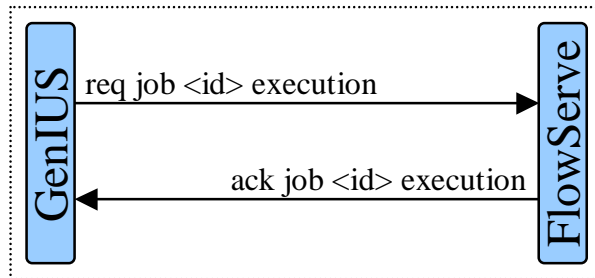 GenIUS
req job <id> execution
ack job <id> execution
FlowServe